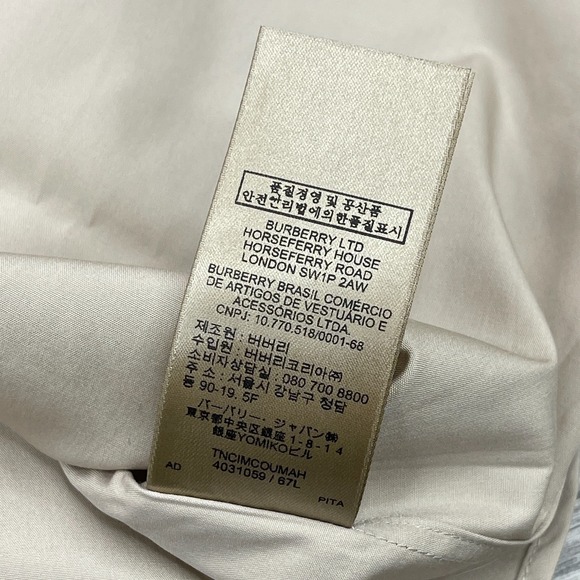 품질경영 및 공산품
안전싼리법에의한품질표시
BURBERRY LTD
HORSEFERRY HOUSE
HORSEFERRY ROAD
LONDON SW1P 2AW
BURBERRY BRASIL COMÉRCIO
DE ARTIGOS DE VESTUÁRIO E
ACESSÓRIOS LTDA.
CNPJ: 10.770.518/0001-68
제조원 : 버버리
수입원 : 버버리코리아㈜
소비자상담실 : 080 700 8800
주소 : 서울시 강남구 청담
동 90-19. 5F
バーバリー・ジャパン㈱
東京都中央区銀座 1-8-14
銀座YOMIKOビル
TNCIMCOUMAH
AD 4031059 / 67L PITA